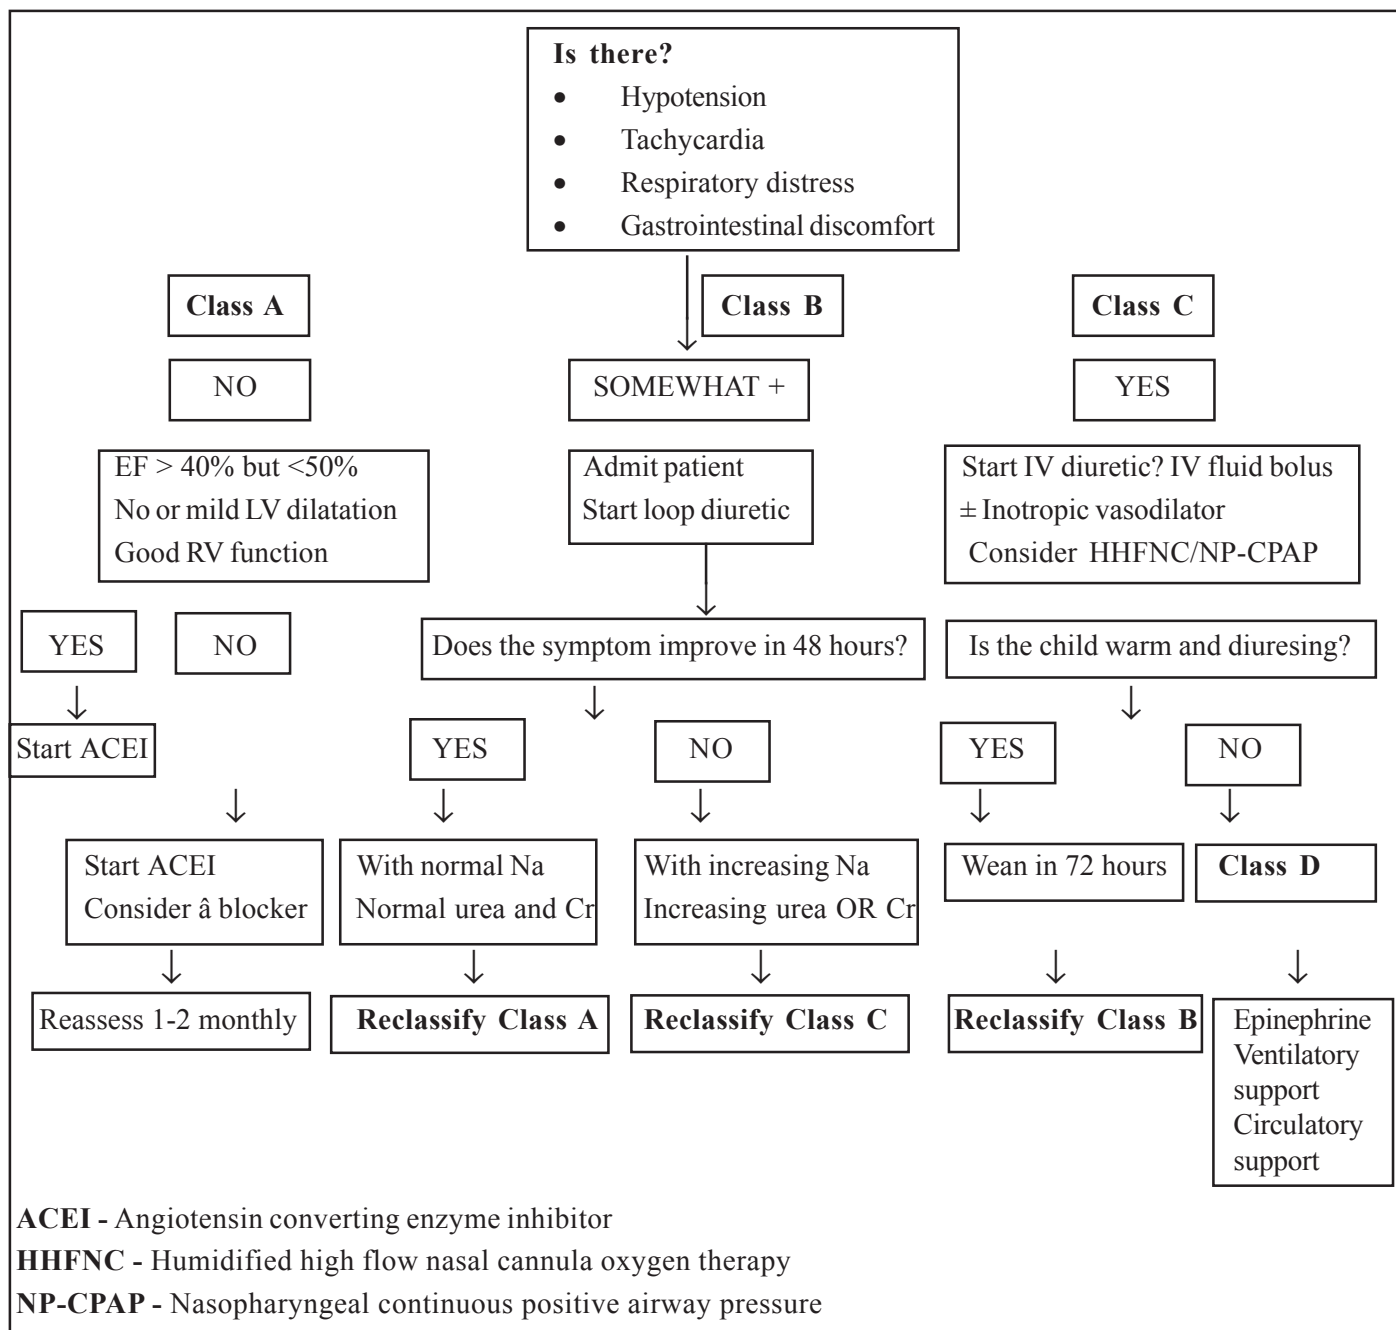 Is there?
• Hypotension
• Tachycardia
• Respiratory distress
• Gastrointestinal discomfort
Class A
Class B
Class C
NO
SOMEWHAT +
YES
EF > 40% but <50%
No or mild LV dilatation
Good RV function
Admit patient
Start loop diuretic
Start IV diuretic? IV fluid bolus
± Inotropic vasodilator
Consider HHFNC/NP-CPAP
YES
NO
Does the symptom improve in 48 hours?
Is the child warm and diuresing?
Start ACEI
YES
NO
YES
NO
Start ACEI
Consider â blocker
With normal Na
Normal urea and Cr
With increasing Na
Increasing urea OR Cr
Wean in 72 hours
Class D
Reassess 1-2 monthly
Reclassify Class A
Reclassify Class C
Reclassify Class B
Epinephrine
Ventilatory
support
Circulatory
support
ACEI - Angiotensin converting enzyme inhibitor
HHFNC - Humidified high flow nasal cannula oxygen therapy
NP-CPAP - Nasopharyngeal continuous positive airway pressure